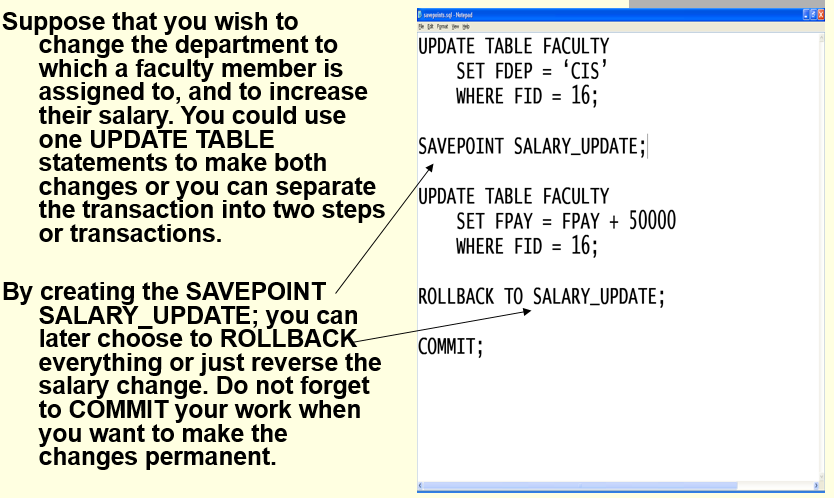 Suppose that you wish to
change the department to
which a faculty member is
assigned to, and to increase
their salary. You could use
one UPDATE TABLE
statements to make both
changes or you can separate
the transaction into two steps
or transactions.
By creating the SAVEPOINT
SALARY_UPDATE; you can
later choose to ROLLBACK
everything or just reverse the
salary change. Do not forget
to COMMIT your work when
you want to make the
changes permanent.
savepoints.sql - Notepad
File Edit Format View Help
UPDATE TABLE FACULTY
SET FDEP = ‘CIS’
WHERE FID = 16;
SAVEPOINT SALARY_UPDATE;
UPDATE TABLE FACULTY
SET FPAY = FPAY + 50000
WHERE FID = 16;
ROLLBACK TO SALARY_UPDATE;
COMMIT;